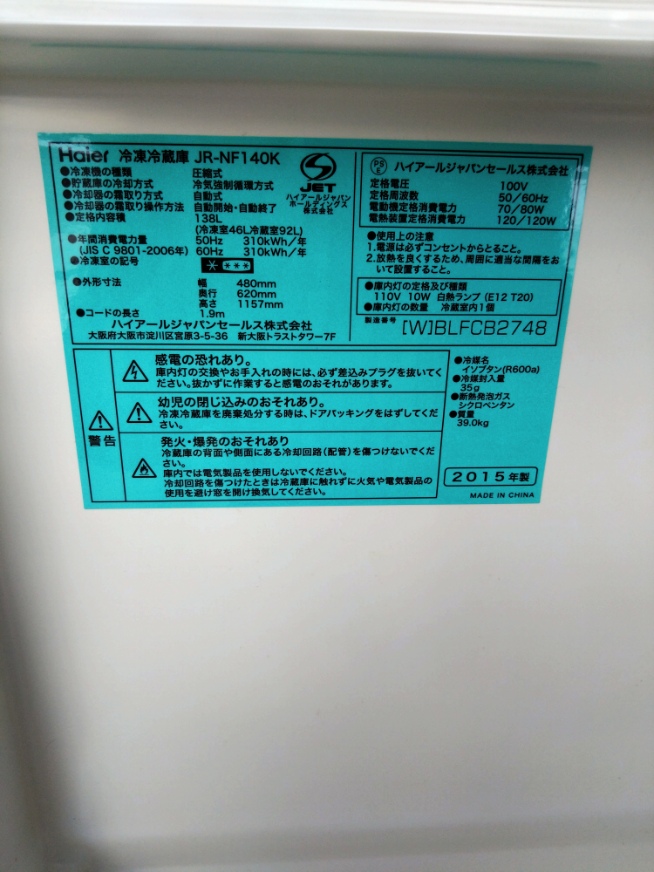 Haier 冷凍冷蔵庫 JR-NF140K
●冷凍機の種類 圧縮式
●貯蔵庫の冷却方式 冷気強制循環方式
●冷却器の霜取り方式 自動式
●冷却器の霜取り操作方法 自動開始・自動終了
●定格内容積 138L
(冷凍室46L冷蔵室92L)
●年間消費電力量 50Hz 310kWh/年
(JIS C 9801-2006年) 60Hz 310kWh/年
●冷凍室の記号
●外形寸法 幅 480mm
奥行 620mm
高さ 1157mm
●コードの長さ 1.9m
ハイアールジャパンセールス株式会社
大阪府大阪市淀川区宮原3-5-36 新大阪トラストタワー7F
JET
ハイアールジャパン
ホールディングス
株式会社
PS
E
ハイアールジャパンセールス株式会社
定格電圧 100V
定格周波数 50/60Hz
電動機定格消費電力 70/80W
電熱装置定格消費電力 120/120W
●使用上の注意
1.電源は必ずコンセントからとること。
2.放熱を良くするため、周囲に適当な間隔をお
いて設置すること。
●庫内灯の定格及び種類
110V 10W 白熱ランプ(E12 T20)
●庫内灯の数量 冷蔵室内1個
製造番号 [W]BLFCB2748
警告
感電の恐れあり。
庫内灯の交換やお手入れの時には、必ず差込みプラグを抜いてく
ださい。抜かずに作業すると感電のおそれがあります。
幼児の閉じ込みのおそれあり。
冷凍冷蔵庫を廃棄処分する時は、ドアパッキングをはずしてくだ
さい。
発火・爆発のおそれあり
冷蔵庫の背面や側面にある冷却回路(配管)を傷つけないでくだ
さい。
庫内では電気製品を使用しないでください。
冷却回路を傷つけたときは冷蔵庫に触れずに火気や電気製品の
使用を避け窓を開け換気してください。
●冷媒名
イソブタン(R600a)
●冷媒封入量
35g
●断熱発泡ガス
シクロペンタン
●質量
39.0kg
2015年製
MADE IN CHINA